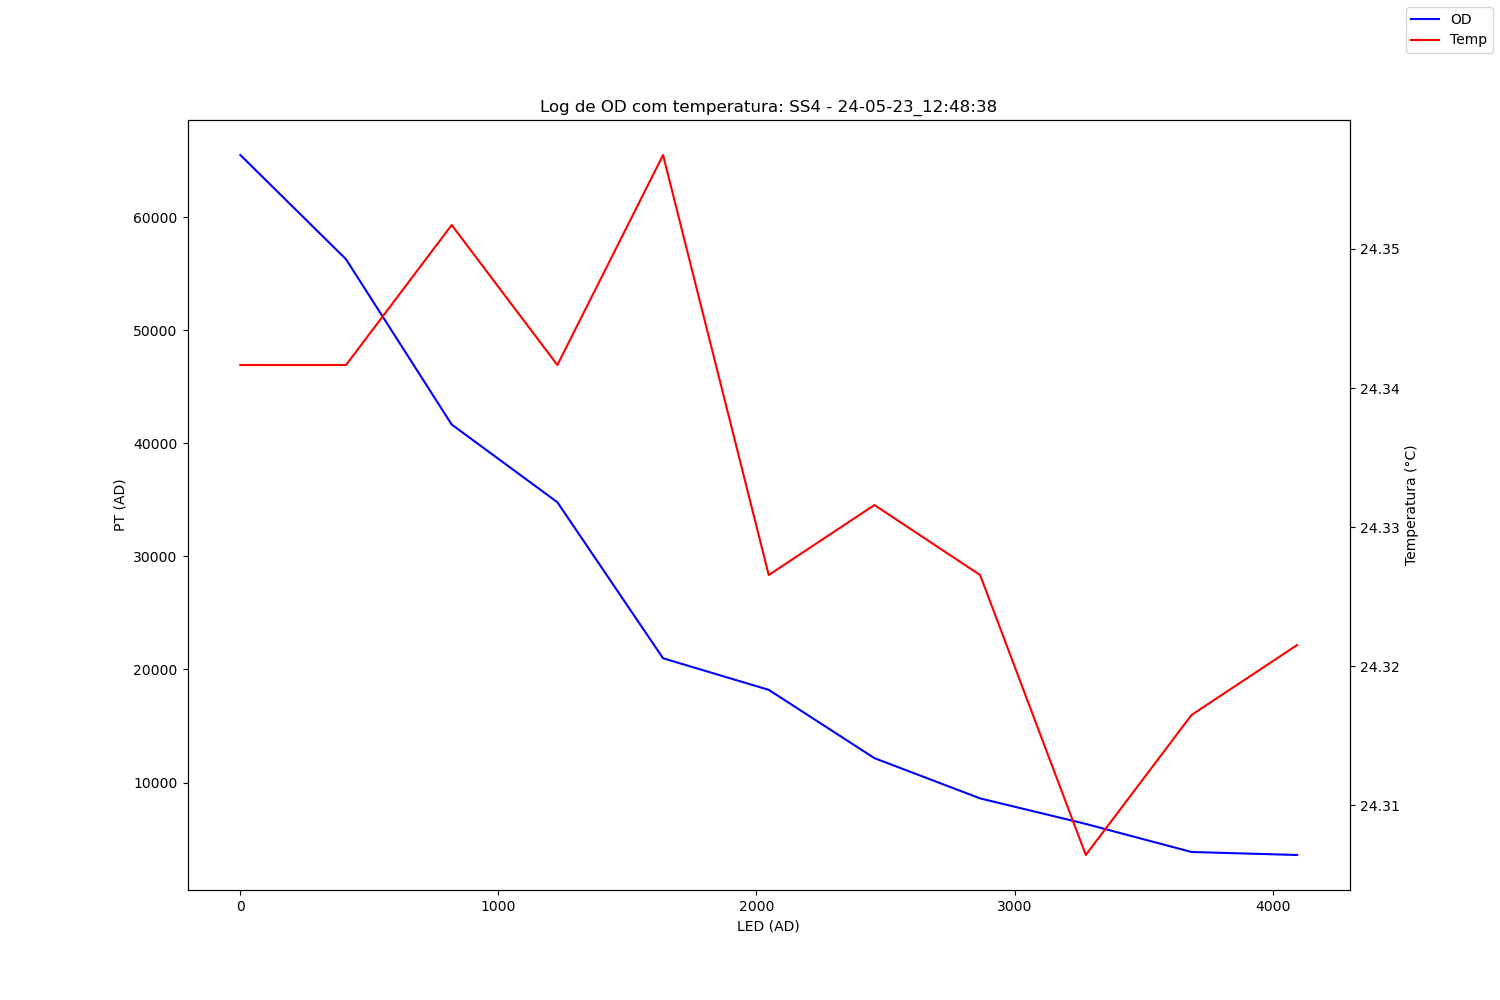 OD
Temp
Log de OD com temperatura: SS4 - 24-05-23_12:48:38
60000
50000
40000
30000
20000
10000
PT (AD)
24.35
24.34
24.33
24.32
24.31
Temperatura (°C)
0 1000 2000 3000 4000
LED (AD)